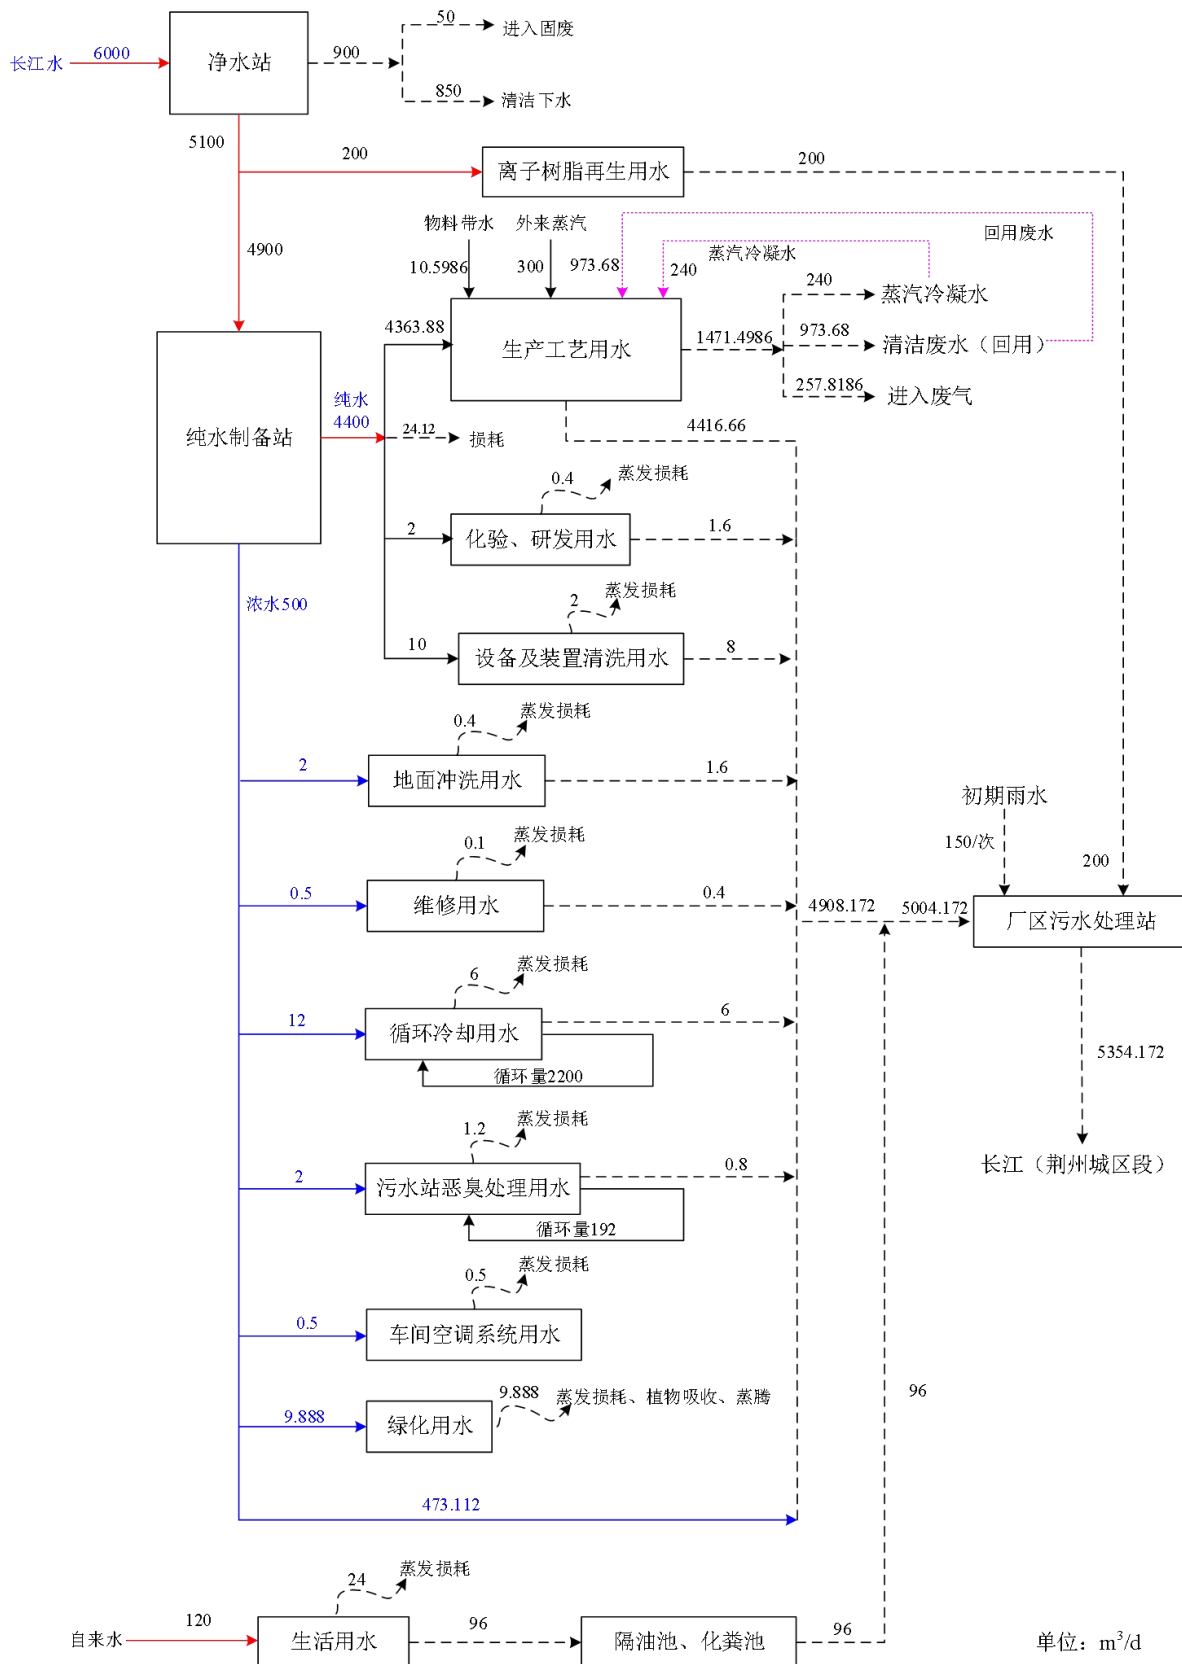 50
进入固废
长江水
6000
净水站
900
850
清洁下水
5100
200
离子树脂再生用水
200
物料带水
外来蒸汽
回用废水
4900
10.5986
300
973.68
蒸汽冷凝水
240
240
蒸汽冷凝水
4363.88
生产工艺用水
1471.4986
973.68
清洁废水（回用）
257.8186
进入废气
纯水
4400
纯水制备站
24.12
损耗
4416.66
0.4
蒸发损耗
2
化验、研发用水
1.6
浓水500
2
蒸发损耗
10
设备及装置清洗用水
8
0.4
蒸发损耗
2
地面冲洗用水
1.6
初期雨水
150/次
0.1
蒸发损耗
200
0.5
维修用水
0.4
4908.172
5004.172
厂区污水处理站
6
蒸发损耗
12
循环冷却用水
6
循环量2200
5354.172
1.2
蒸发损耗
2
污水站恶臭处理用水
0.8
长江（荆州城区段）
循环量192
0.5
蒸发损耗
0.5
车间空调系统用水
9.888
蒸发损耗、植物吸收、蒸腾
96
9.888
绿化用水
473.112
24
蒸发损耗
自来水
120
生活用水
96
隔油池、化粪池
96
单位：m³/d